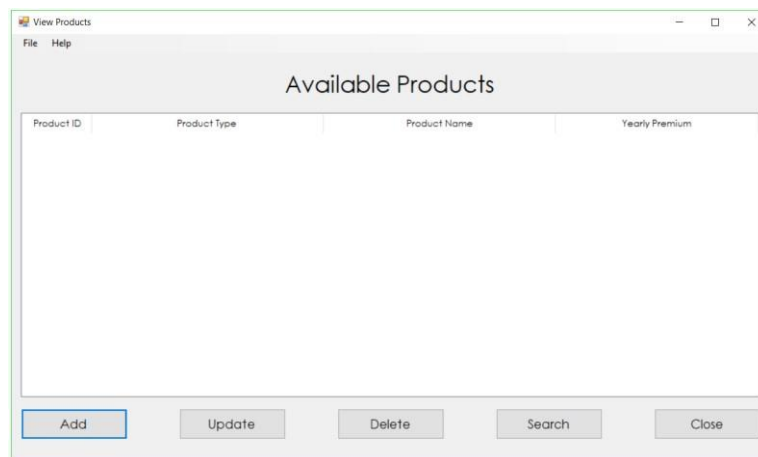 View Products
File Help
Available Products
Product ID Product Type Product Name Yearly Premium
Add Update Delete Search Close